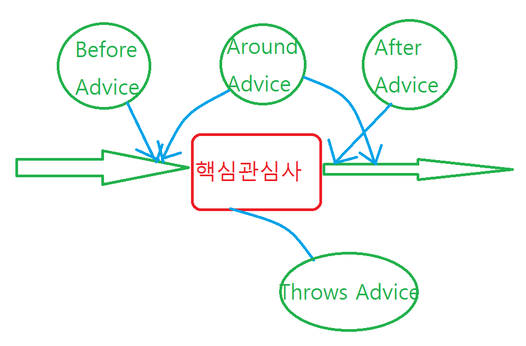 Before
Advice
Around
Advice
After
Advice
핵심관심사
Throws Advice